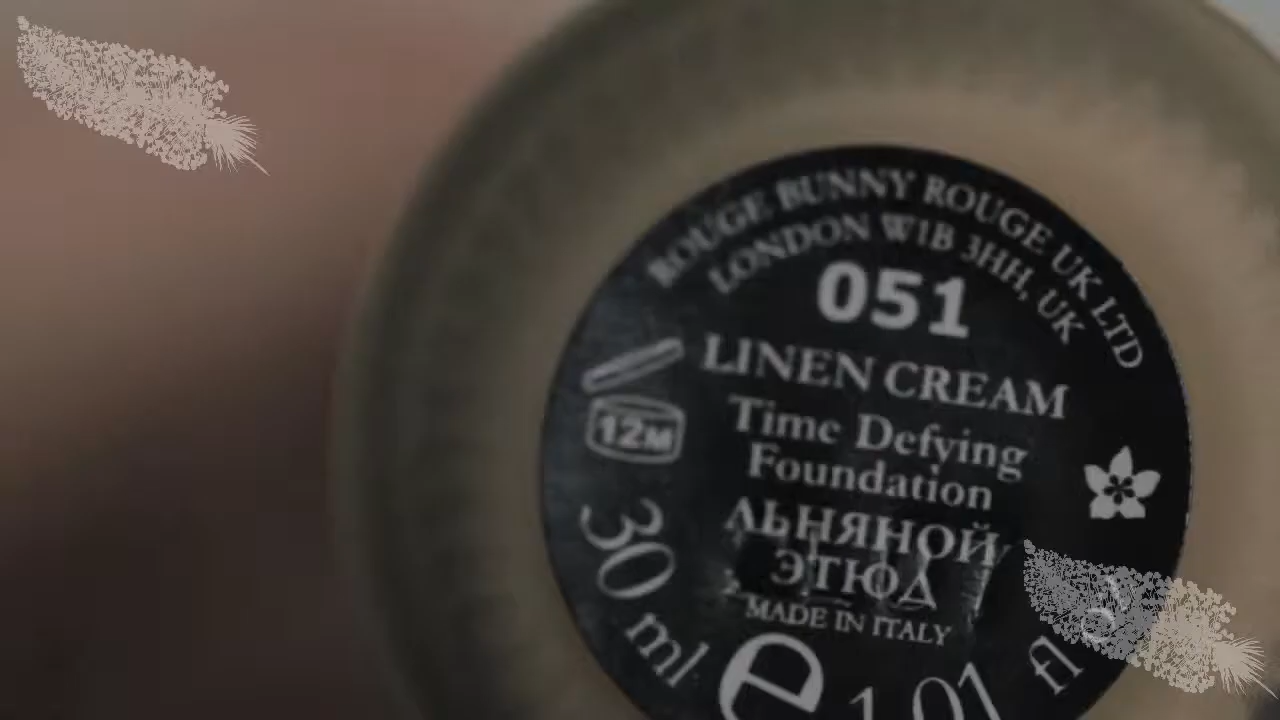 ROUGE BUNNY ROUGE UK LTD
LONDON W1B 3HH, UK
051
LINEN CREAM
Time Defying
Foundation
ЛЬНЯНОЙ
ЭТЮД
MADE IN ITALY
12M
30 ml
e
1.01 fl oz